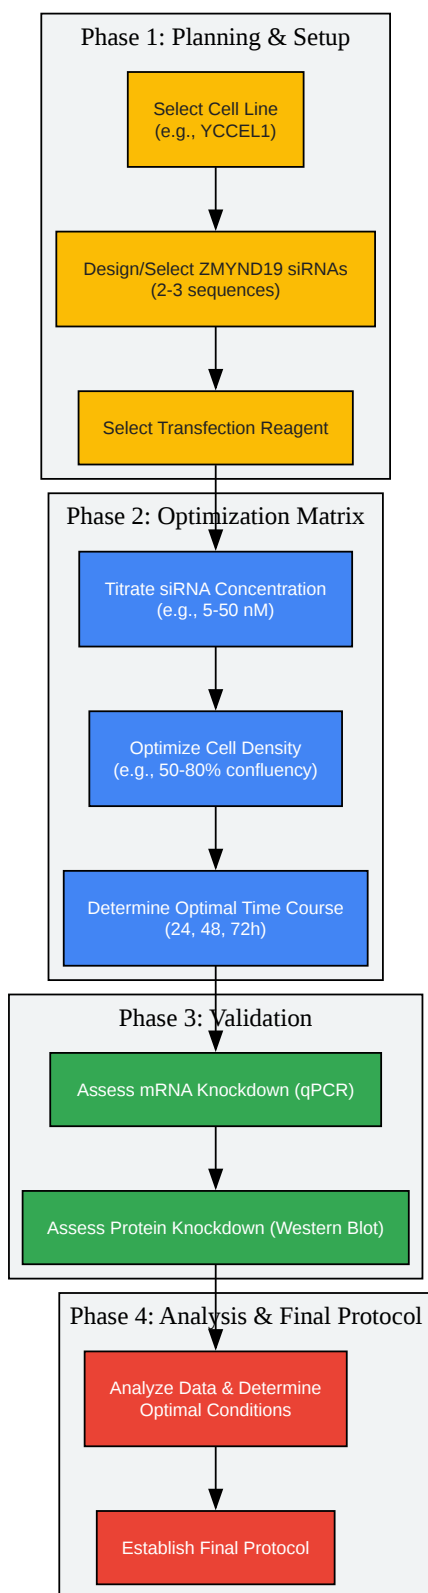 Phase 1: Planning & Setup
Select Cell Line
(e.g., YCCEL1)
Design/Select ZMYND19 siRNAs
(2-3 sequences)
Select Transfection Reagent
Phase 2: Optimization Matrix
Titrate siRNA Concentration
(e.g., 5-50 nM)
Optimize Cell Density
(e.g., 50-80% confluency)
Determine Optimal Time Course
(24, 48, 72h)
Phase 3: Validation
Assess mRNA Knockdown (qPCR)
Assess Protein Knockdown (Western Blot)
Phase 4: Analysis & Final Protocol
Analyze Data & Determine
Optimal Conditions
Establish Final Protocol